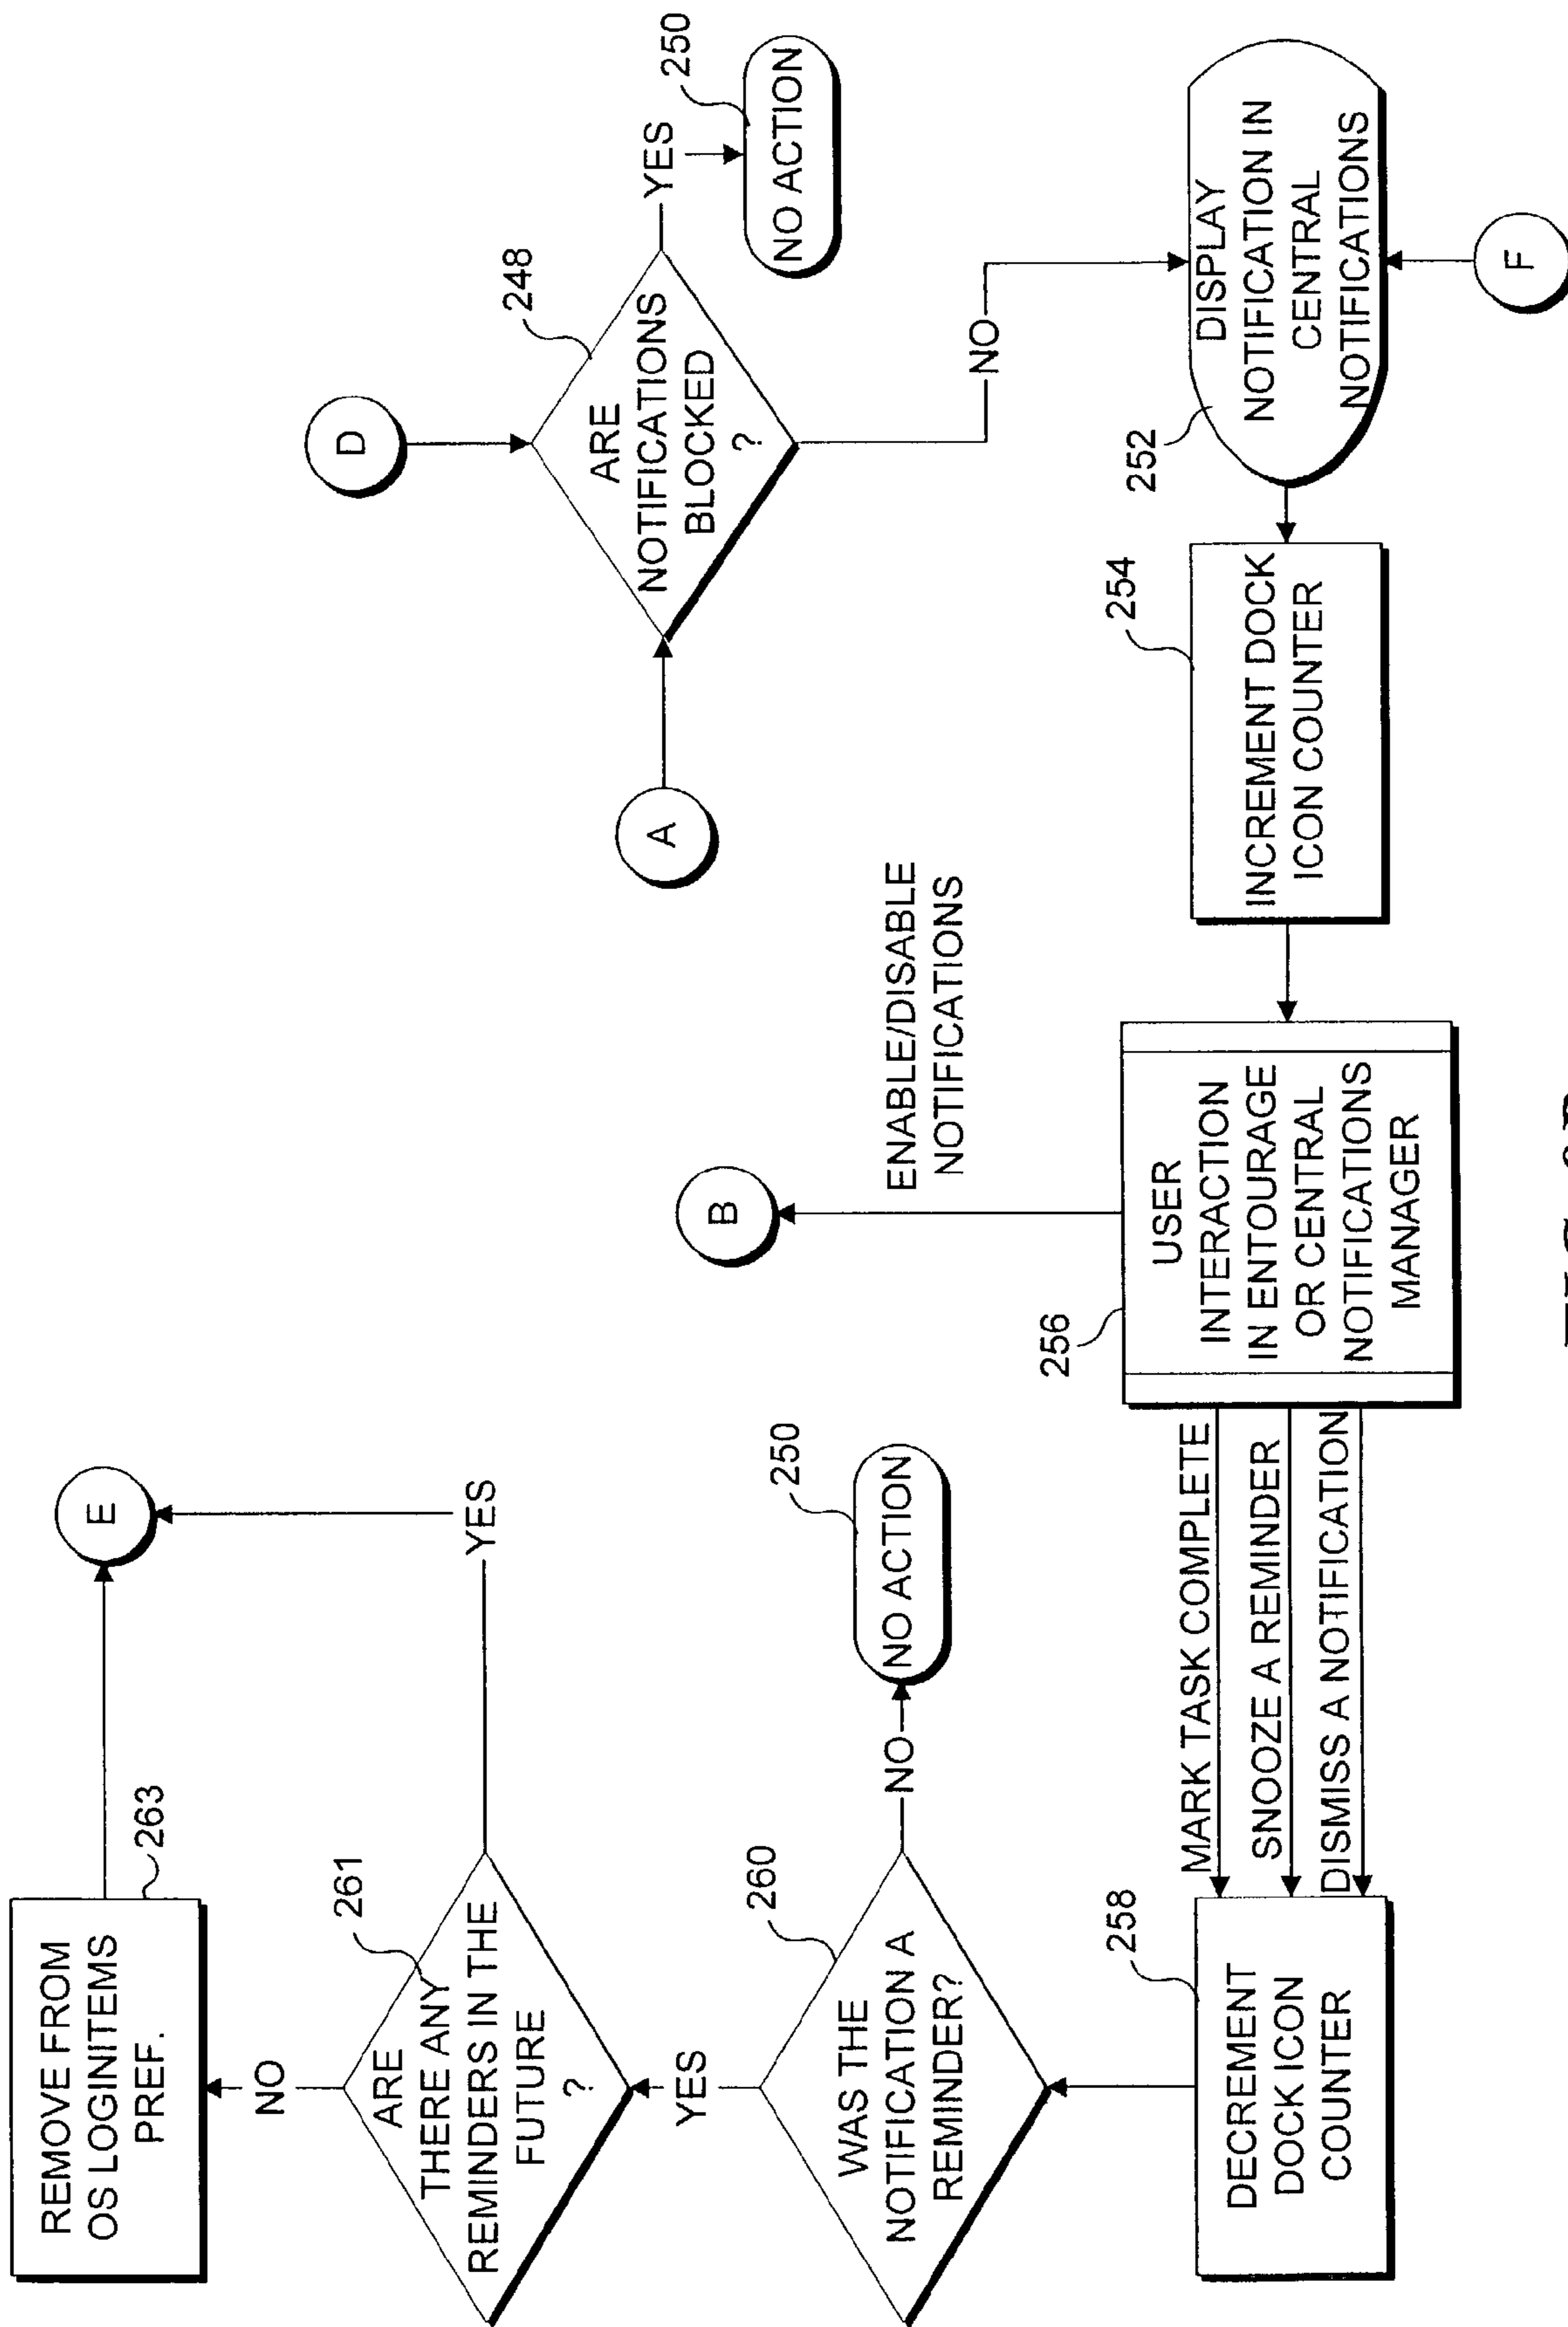 REMOVE FROM
OS LOGINITEMS
PREF.
263
E
NO
ARE
THERE ANY
REMINDERS IN THE
FUTURE
?
261
YES
D
ARE
NOTIFICATIONS
BLOCKED
?
248
A
YES
250
NO ACTION
YES
B
WAS THE
NOTIFICATION A
REMINDER?
260
NO
250
NO ACTION
ENABLE/DISABLE
NOTIFICATIONS
NO
258
DECREMENT
DOCK ICON
COUNTER
MARK TASK COMPLETE
SNOOZE A REMINDER
DISMISS A NOTIFICATION
256
USER
INTERACTION
IN ENTOURAGE
OR CENTRAL
NOTIFICATIONS
MANAGER
254
INCREMENT DOCK
ICON COUNTER
252
DISPLAY
NOTIFICATION IN
CENTRAL
NOTIFICATIONS
F